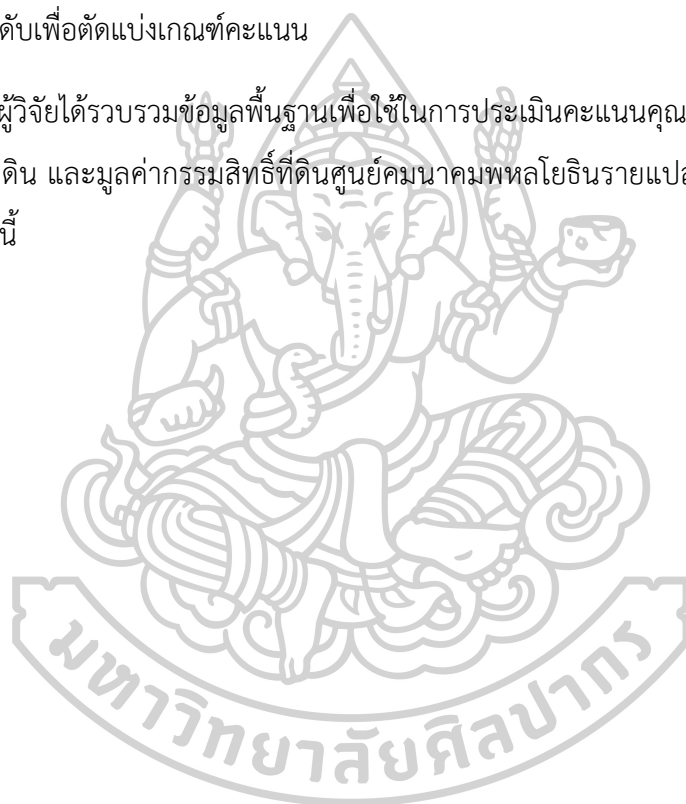 ดับเพื่อตัดแบ่งเกณฑ์คะแนน
ผู้วิจัยได้รวบรวมข้อมูลพื้นฐานเพื่อใช้ในการประเมินคะแนนคุณ
ดิน และมูลค่ากรรมสิทธิ์ที่ดินศูนย์คมนาคมพหลโยธินรายแปล
นี้
มหาวิทยาลัยศิลปากร